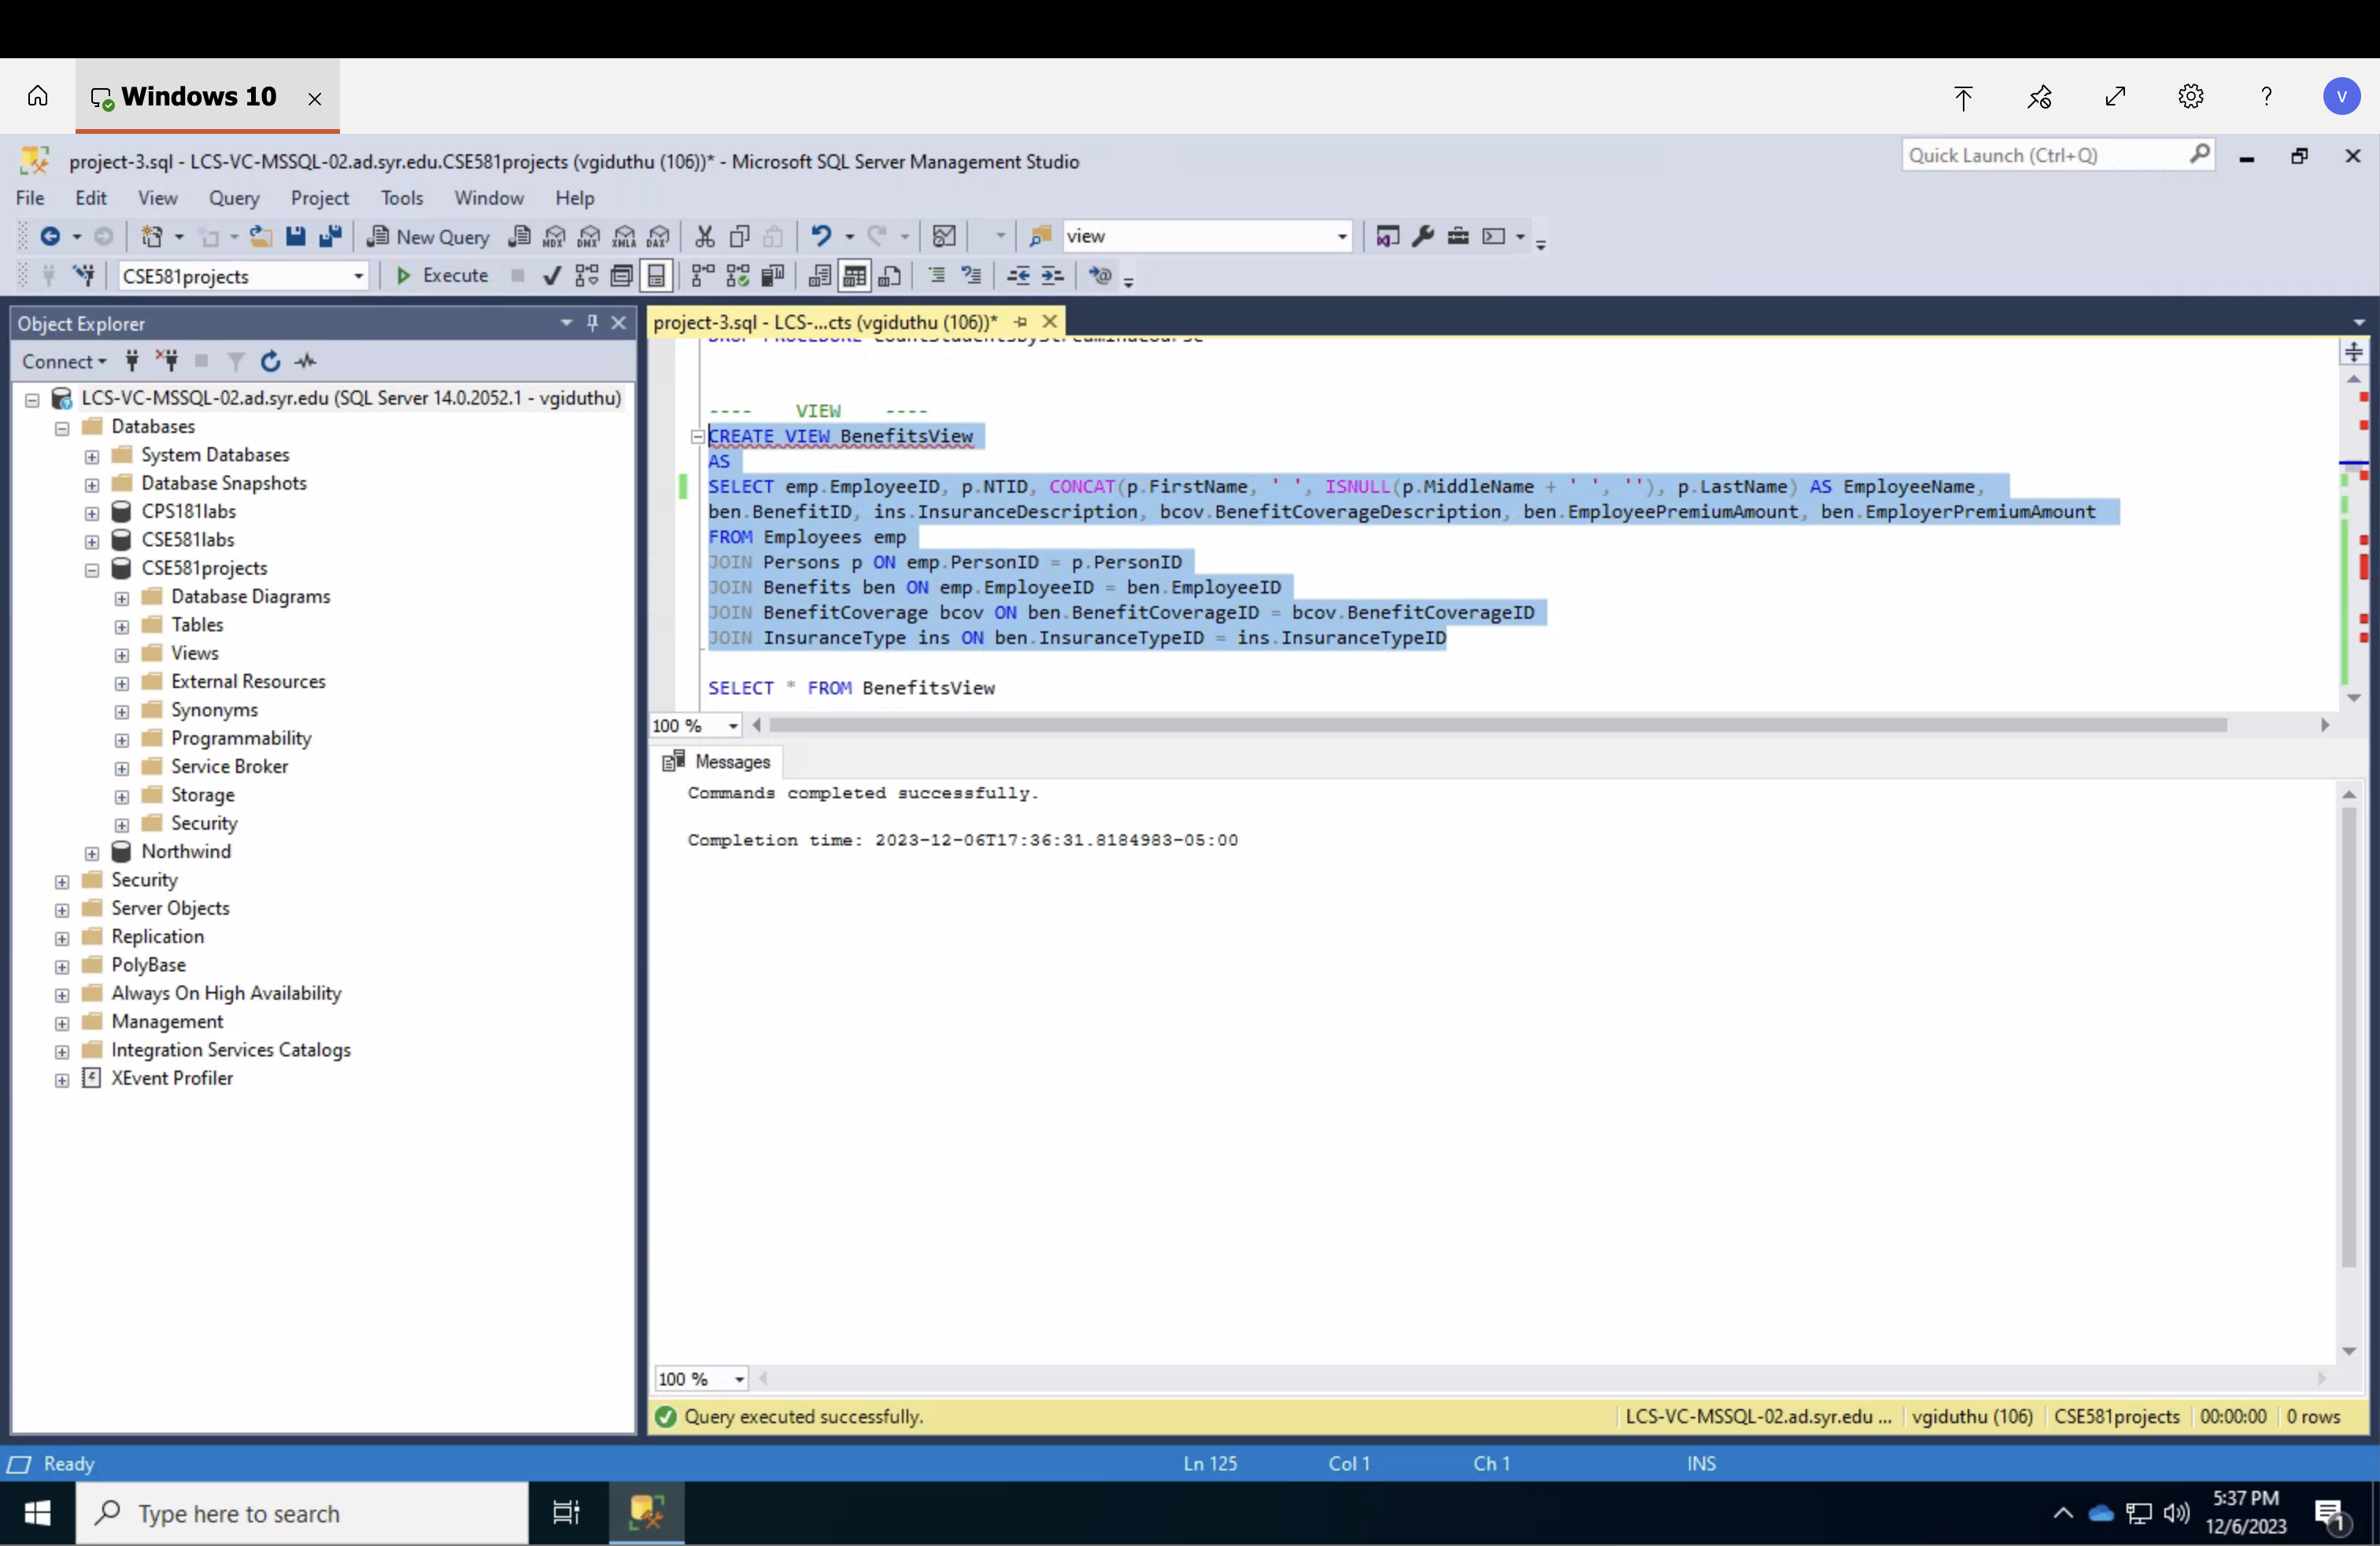 Windows 10
V
project-3.sql - LCS-VC-MSSQL-02.ad.syr.edu.CSE581projects (vgiduthu (106))* - Microsoft SQL Server Management Studio
Quick Launch (Ctrl+Q)
File Edit View Query Project Tools Window Help
New Query MDX DMX XMLA DAX view
CSE581projects Execute
Object Explorer
Connect
LCS-VC-MSSQL-02.ad.syr.edu (SQL Server 14.0.2052.1 - vgiduthu)
Databases
System Databases
Database Snapshots
CPS181labs
CSE581labs
CSE581projects
Database Diagrams
Tables
Views
External Resources
Synonyms
Programmability
Service Broker
Storage
Security
Northwind
Security
Server Objects
Replication
PolyBase
Always On High Availability
Management
Integration Services Catalogs
XEvent Profiler
project-3.sql - LCS-...cts (vgiduthu (106))*
DROP PROCEDURE
---- VIEW ----
CREATE VIEW BenefitsView
AS
SELECT emp.EmployeeID, p.NTID, CONCAT(p.FirstName, ' ', ISNULL(p.MiddleName + ' ', ''), p.LastName) AS EmployeeName,
ben.BenefitID, ins.InsuranceDescription, bcov.BenefitCoverageDescription, ben.EmployeePremiumAmount, ben.EmployerPremiumAmount
FROM Employees emp
JOIN Persons p ON emp.PersonID = p.PersonID
JOIN Benefits ben ON emp.EmployeeID = ben.EmployeeID
JOIN BenefitCoverage bcov ON ben.BenefitCoverageID = bcov.BenefitCoverageID
JOIN InsuranceType ins ON ben.InsuranceTypeID = ins.InsuranceTypeID
SELECT * FROM BenefitsView
100 %
Messages
Commands completed successfully.
Completion time: 2023-12-06T17:36:31.8184983-05:00
100 %
Query executed successfully. LCS-VC-MSSQL-02.ad.syr.edu ... vgiduthu (106) CSE581projects 00:00:00 0 rows
Ready Ln 125 Col 1 Ch 1 INS
Type here to search
5:37 PM
12/6/2023
1